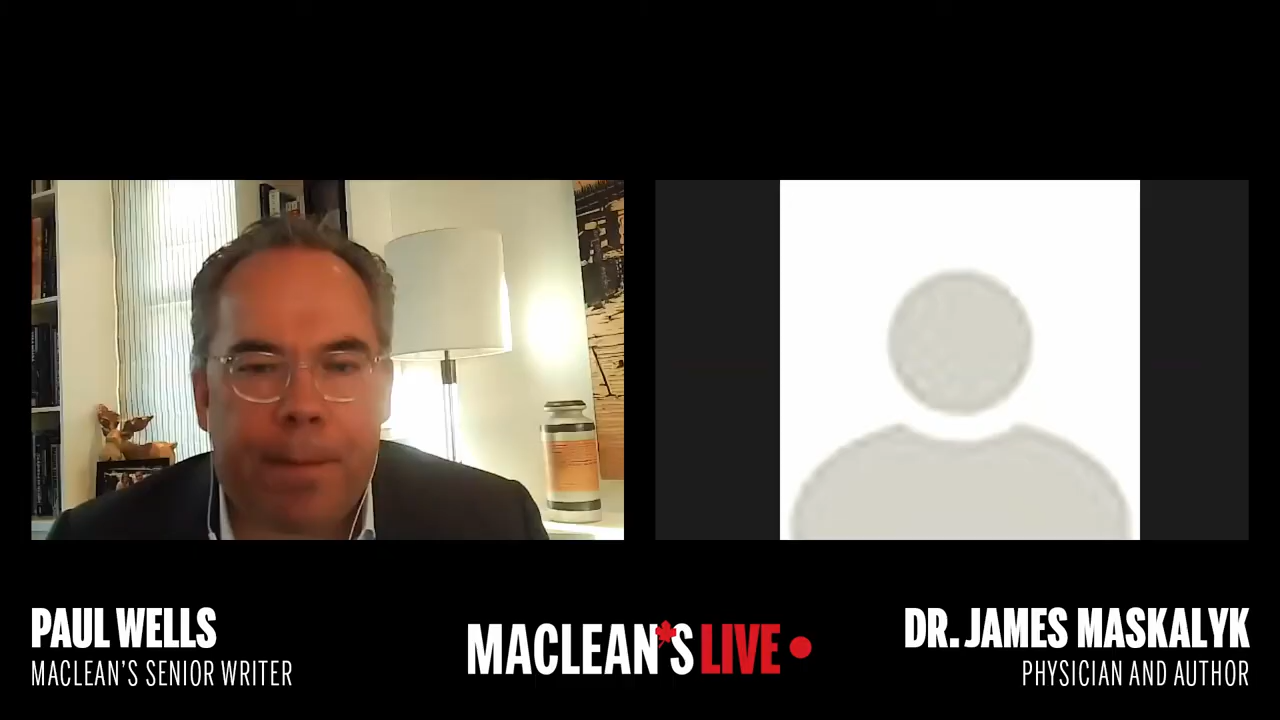 PAUL WELLS
MACLEAN'S SENIOR WRITER
MACLEAN'S LIVE
DR. JAMES MASKALYK
PHYSICIAN AND AUTHOR